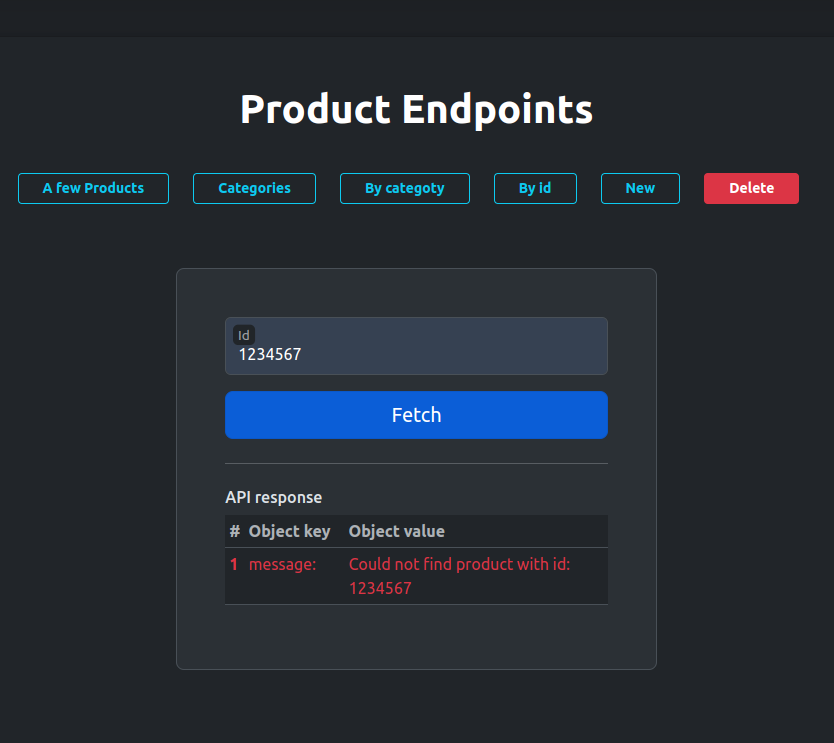 Product Endpoints
A few Products Categories By categoty By id New Delete
Id
1234567
Fetch
API response
# Object key Object value
1 message: Could not find product with id:
1234567